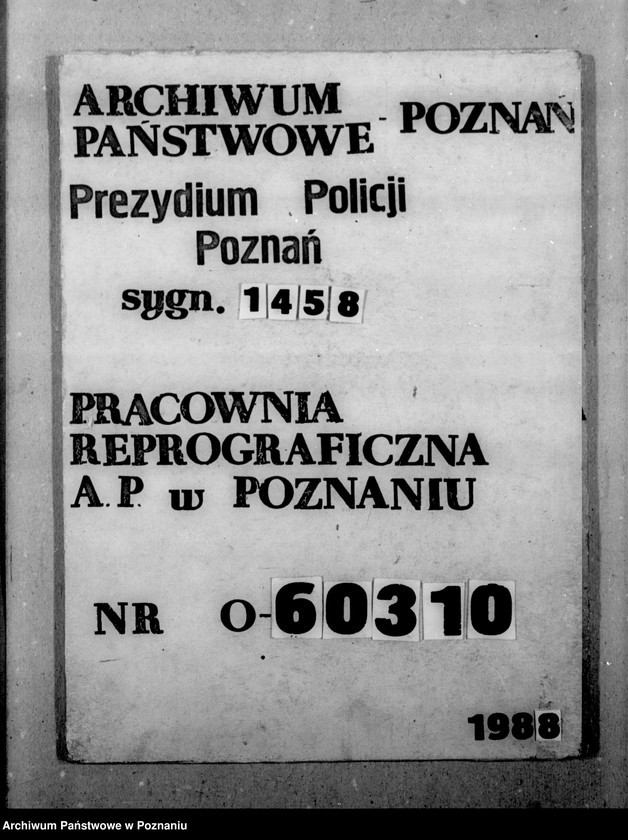 ARCHIWUM
PAŃSTWOWE - POZNAŃ
Prezydium Policji
Poznań
sygn. 1458
PRACOWNIA
REPROGRAFICZNA
A.P. w POZNANIU
NR O-60310
1988
Archiwum Państwowe w Poznaniu